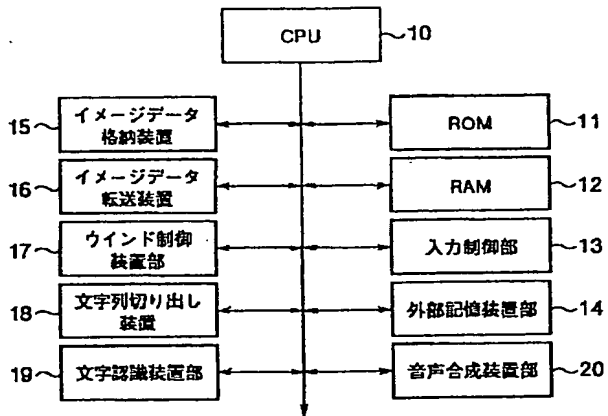 CPU
10
15
イメージデータ
格納装置
ROM
11
16
イメージデータ
転送装置
RAM
12
17
ウインド制御
装置部
入力制御部
13
18
文字列切り出し
装置
外部記憶装置部
14
19
文字認識装置部
音声合成装置部
20